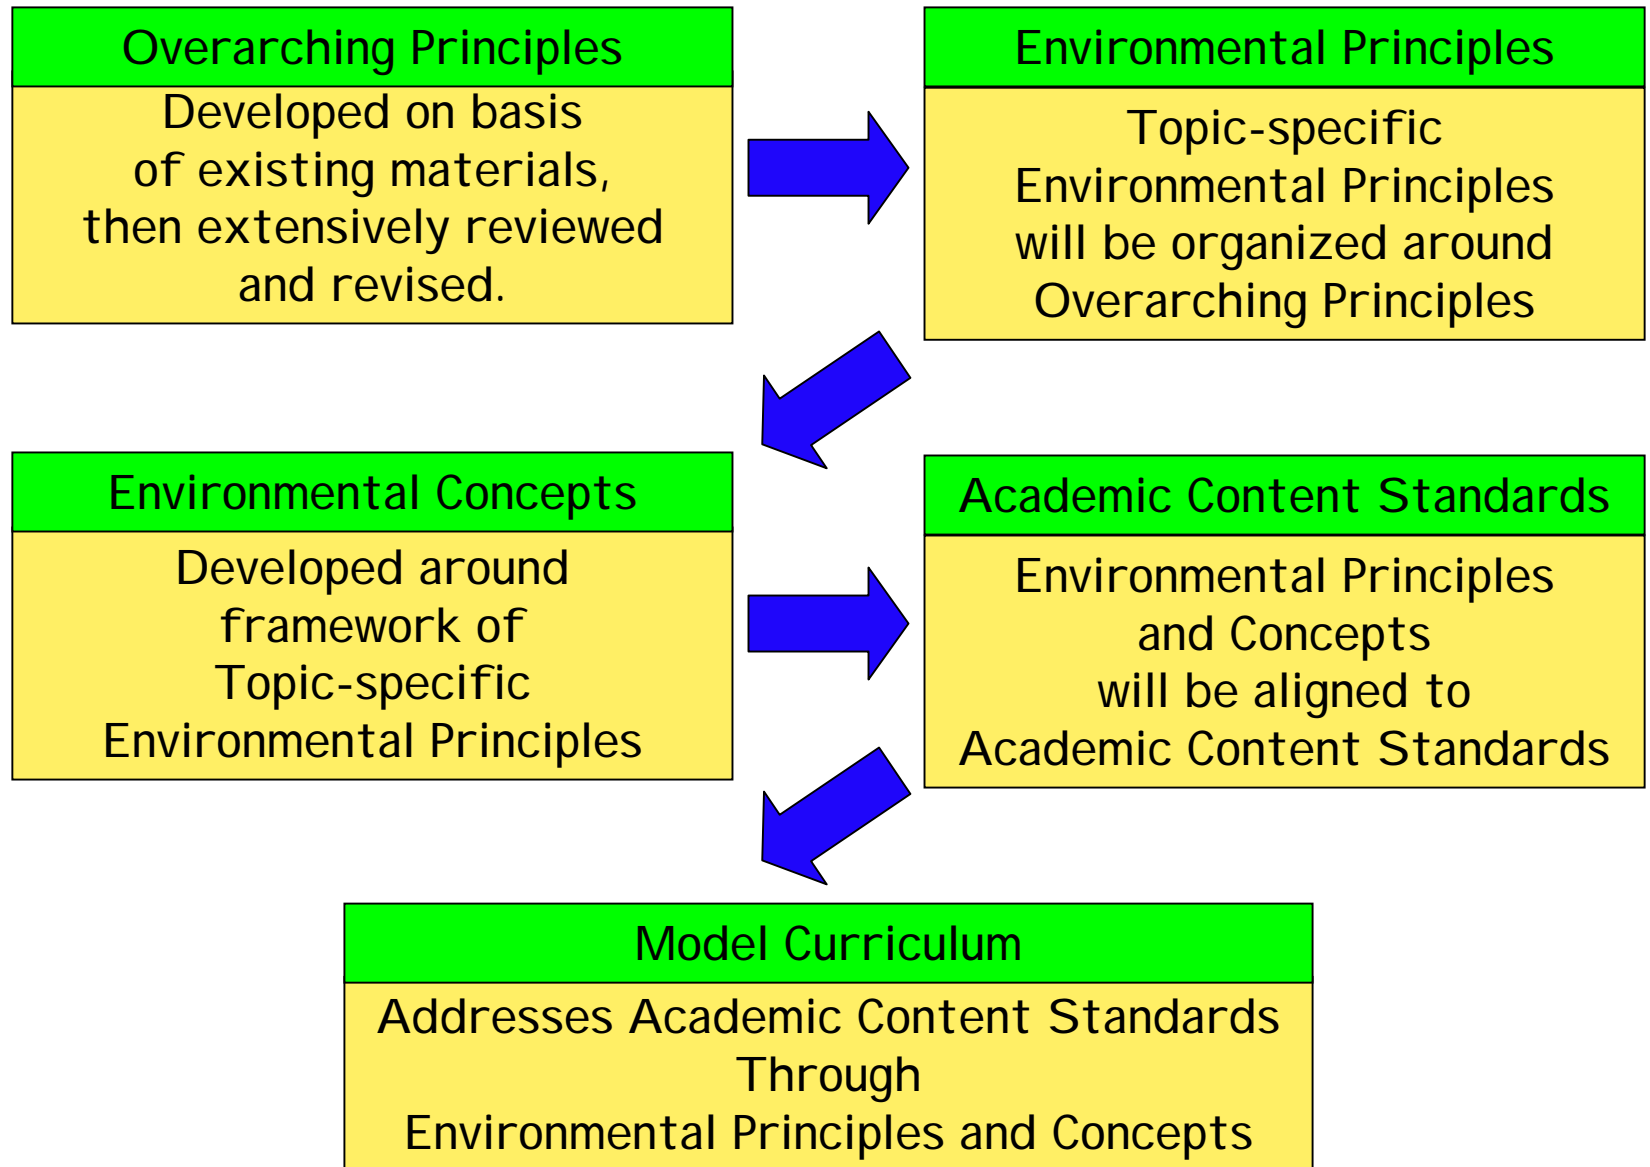 Overarching Principles
Developed on basis
of existing materials,
then extensively reviewed
and revised.
Environmental Principles
Topic-specific
Environmental Principles
will be organized around
Overarching Principles
Environmental Concepts
Developed around
framework of
Topic-specific
Environmental Principles
Academic Content Standards
Environmental Principles
and Concepts
will be aligned to
Academic Content Standards
Model Curriculum
Addresses Academic Content Standards
Through
Environmental Principles and Concepts